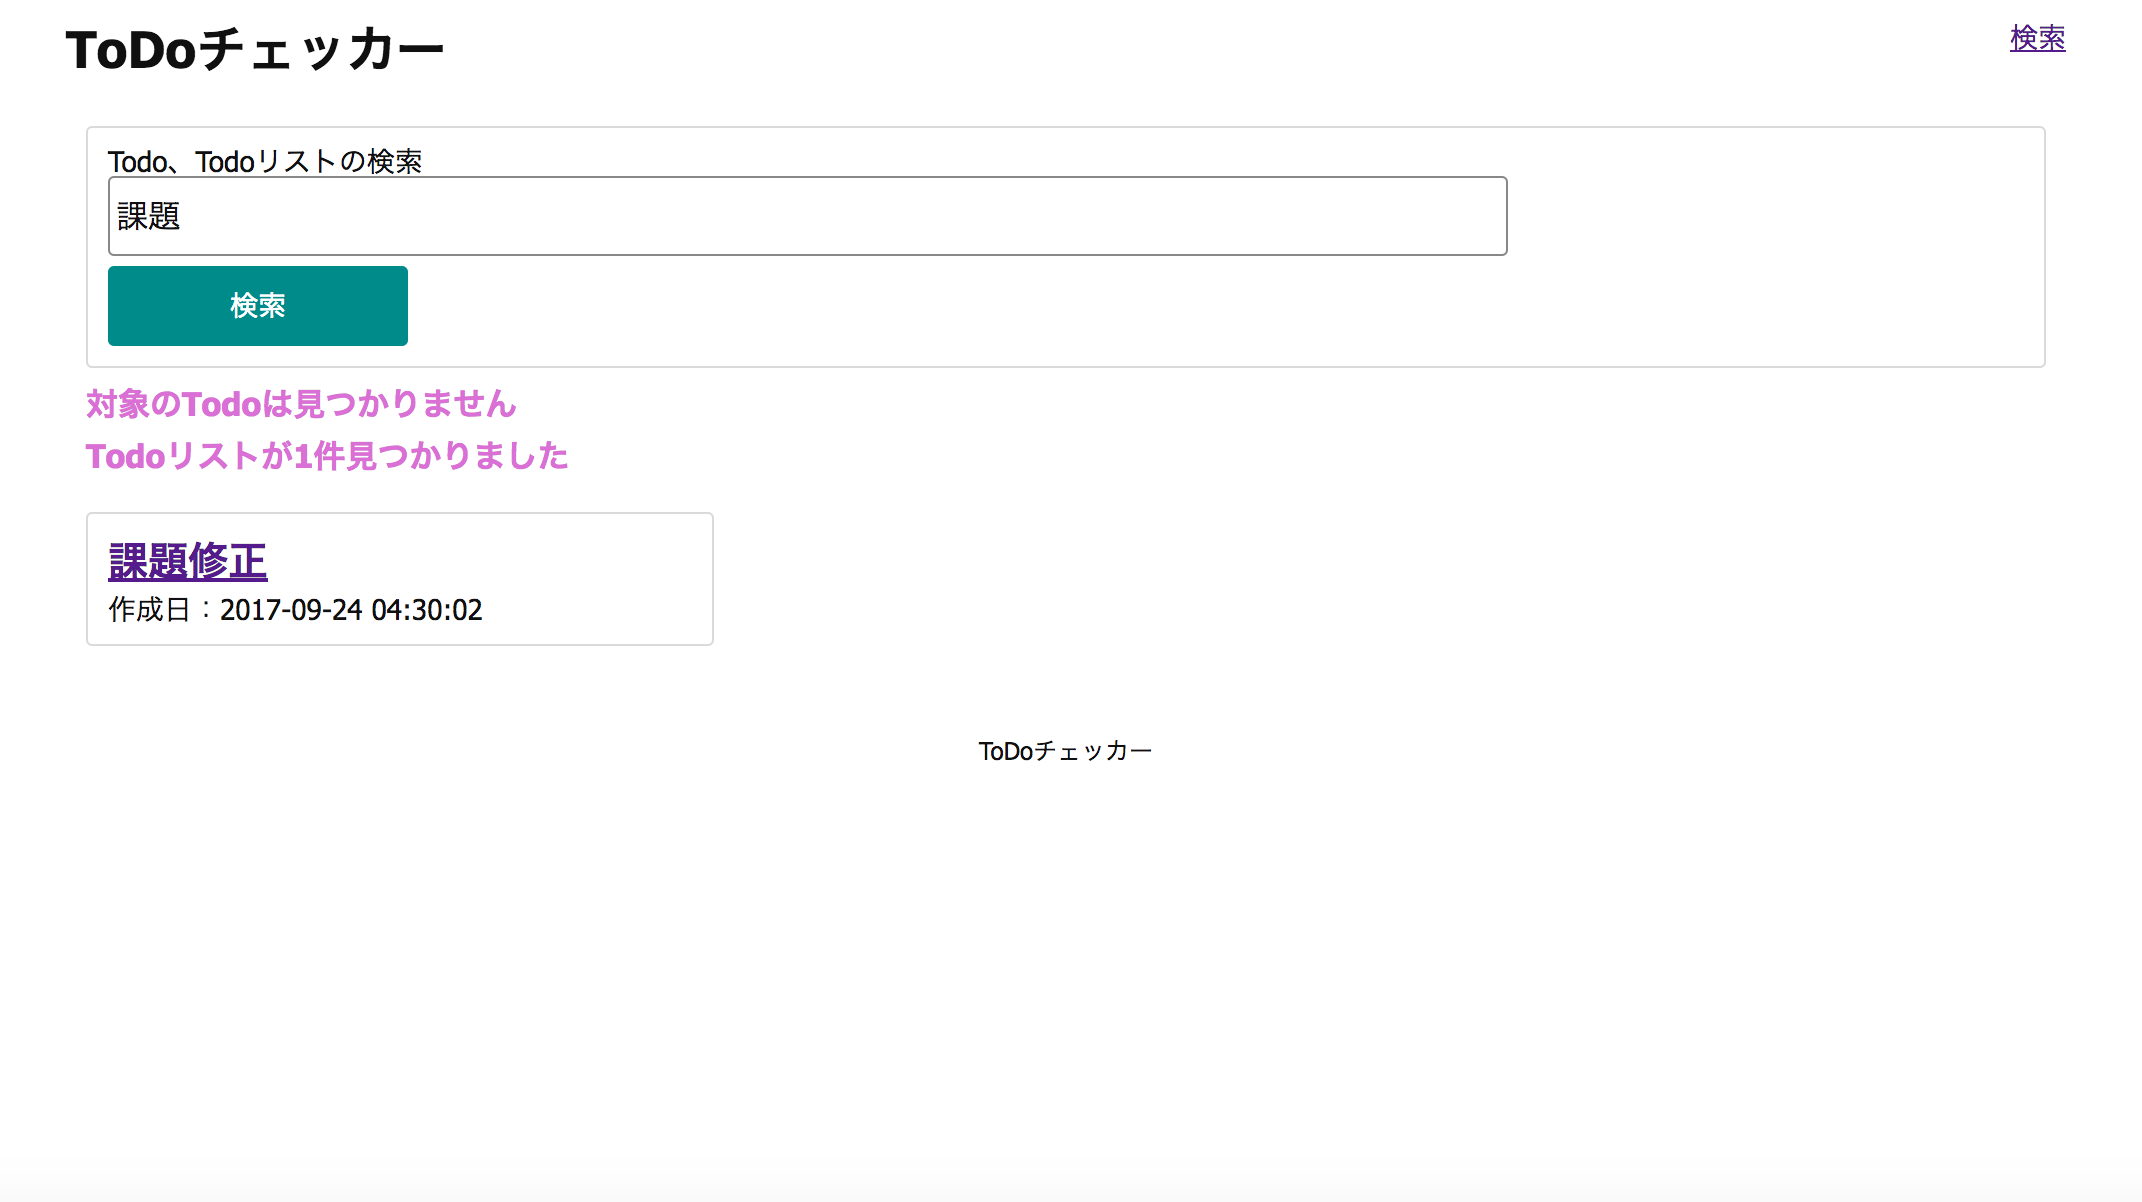 ToDoチェッカー
検索
Todo、Todoリストの検索
課題
検索
対象のTodoは見つかりません
Todoリストが1件見つかりました
課題修正
作成日：2017-09-24 04:30:02
ToDoチェッカー